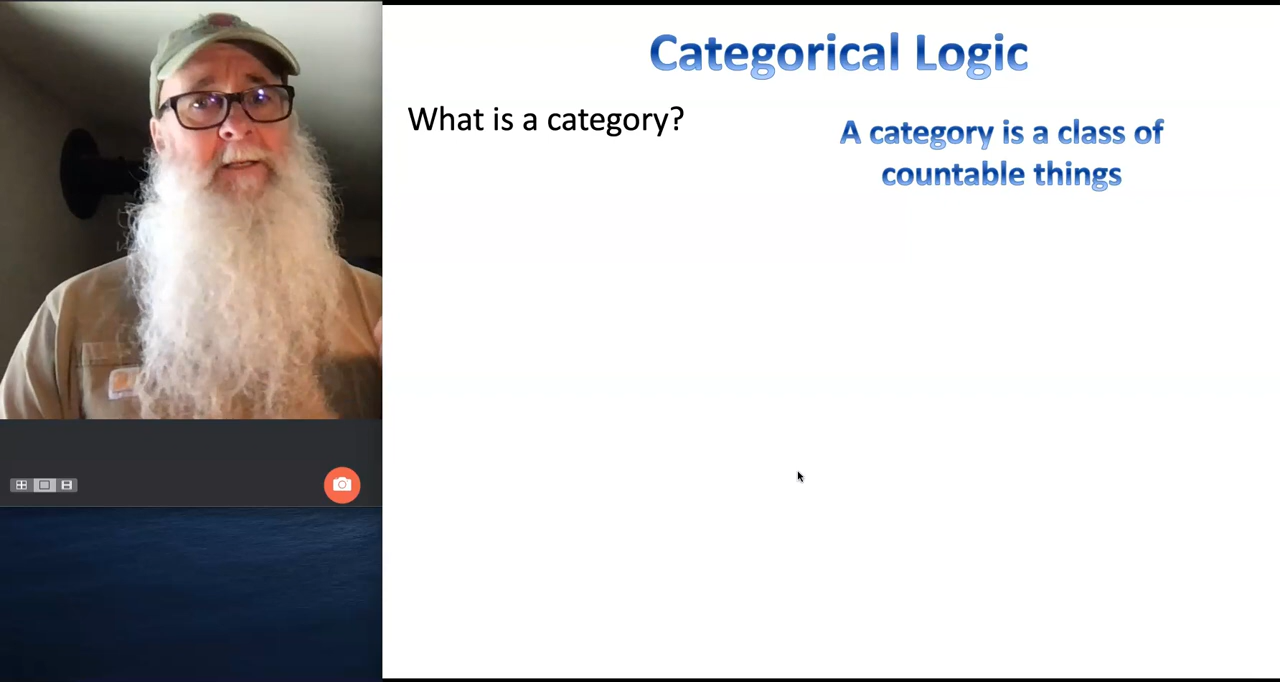 Categorical Logic
What is a category?
A category is a class of
countable things